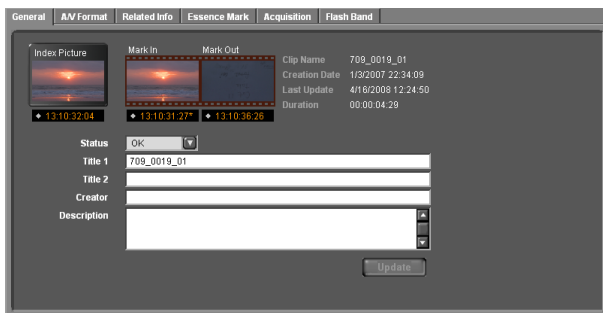 General A/V Format Related Info Essence Mark Acquisition Flash Band
Index Picture
Mark In Mark Out
13:10:32:04
13:10:31:27* 13:10:36:26
Clip Name 709_0019_01
Creation Date 1/3/2007 22:34:09
Last Update 4/16/2008 12:24:50
Duration 00:00:04:29
Status OK
Title 1 709_0019_01
Title 2
Creator
Description
Update